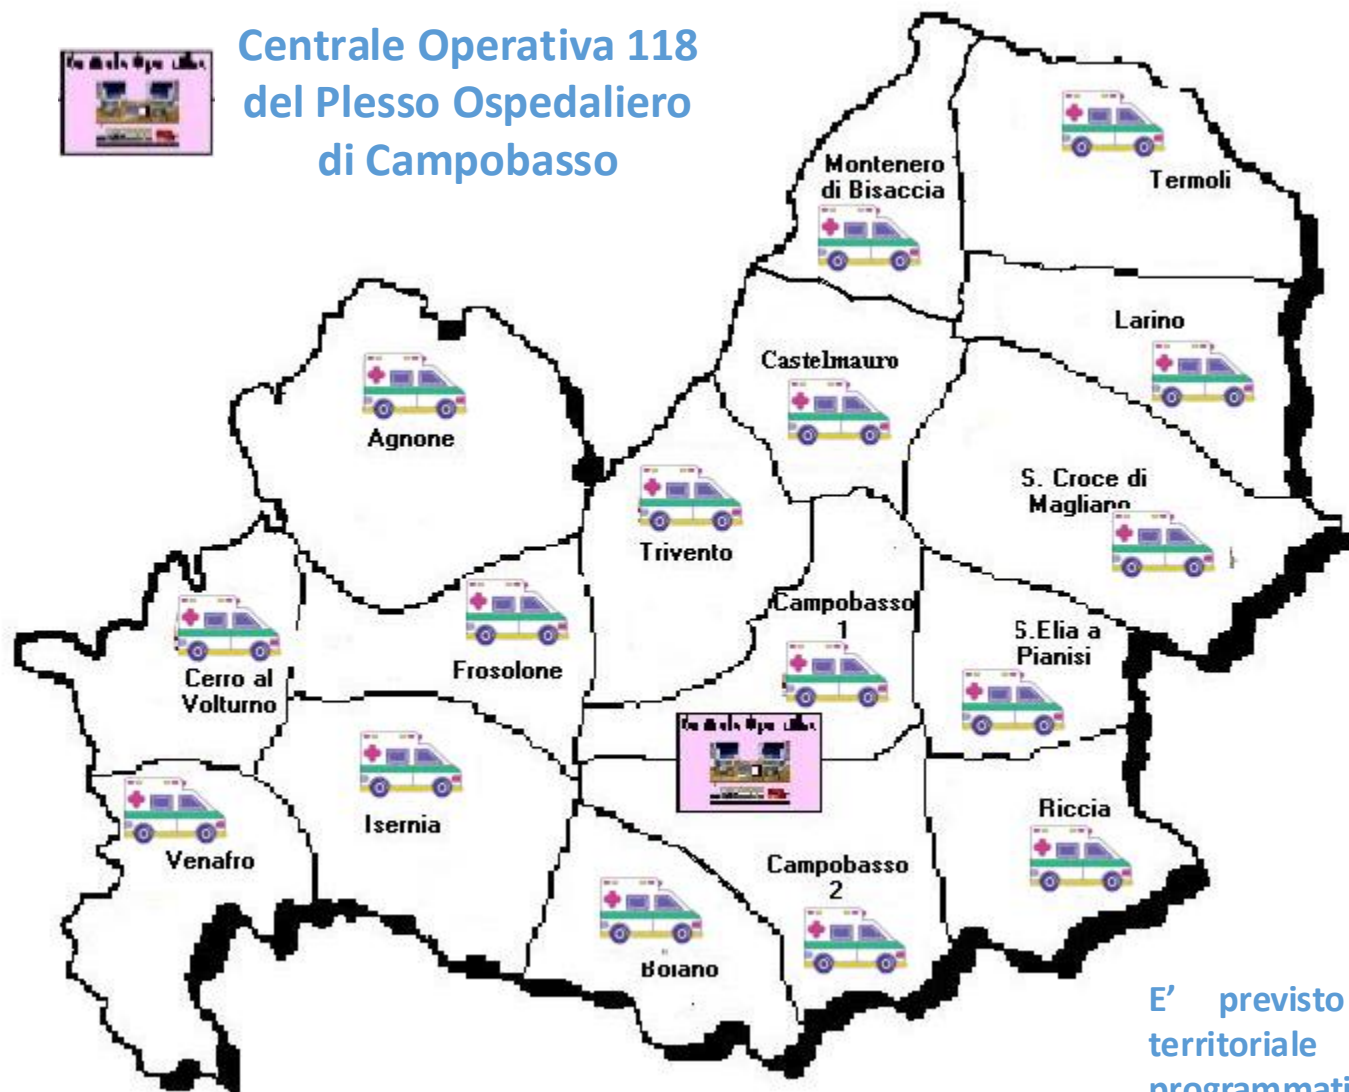 Centrale Operativa 118
del Plesso Ospedaliero
di Campobasso
Montenero
di Bisaccia
Termoli
Larino
Castelmauro
Agnone
S. Croce di
Magliano
Trivento
Campobasso
1
S.Elia a
Pianisi
Frosolone
Cerro al
Volturno
Isernia
Riccia
Venafro
Campobasso
2
Boiano
E' previsto
territoriale
programmati